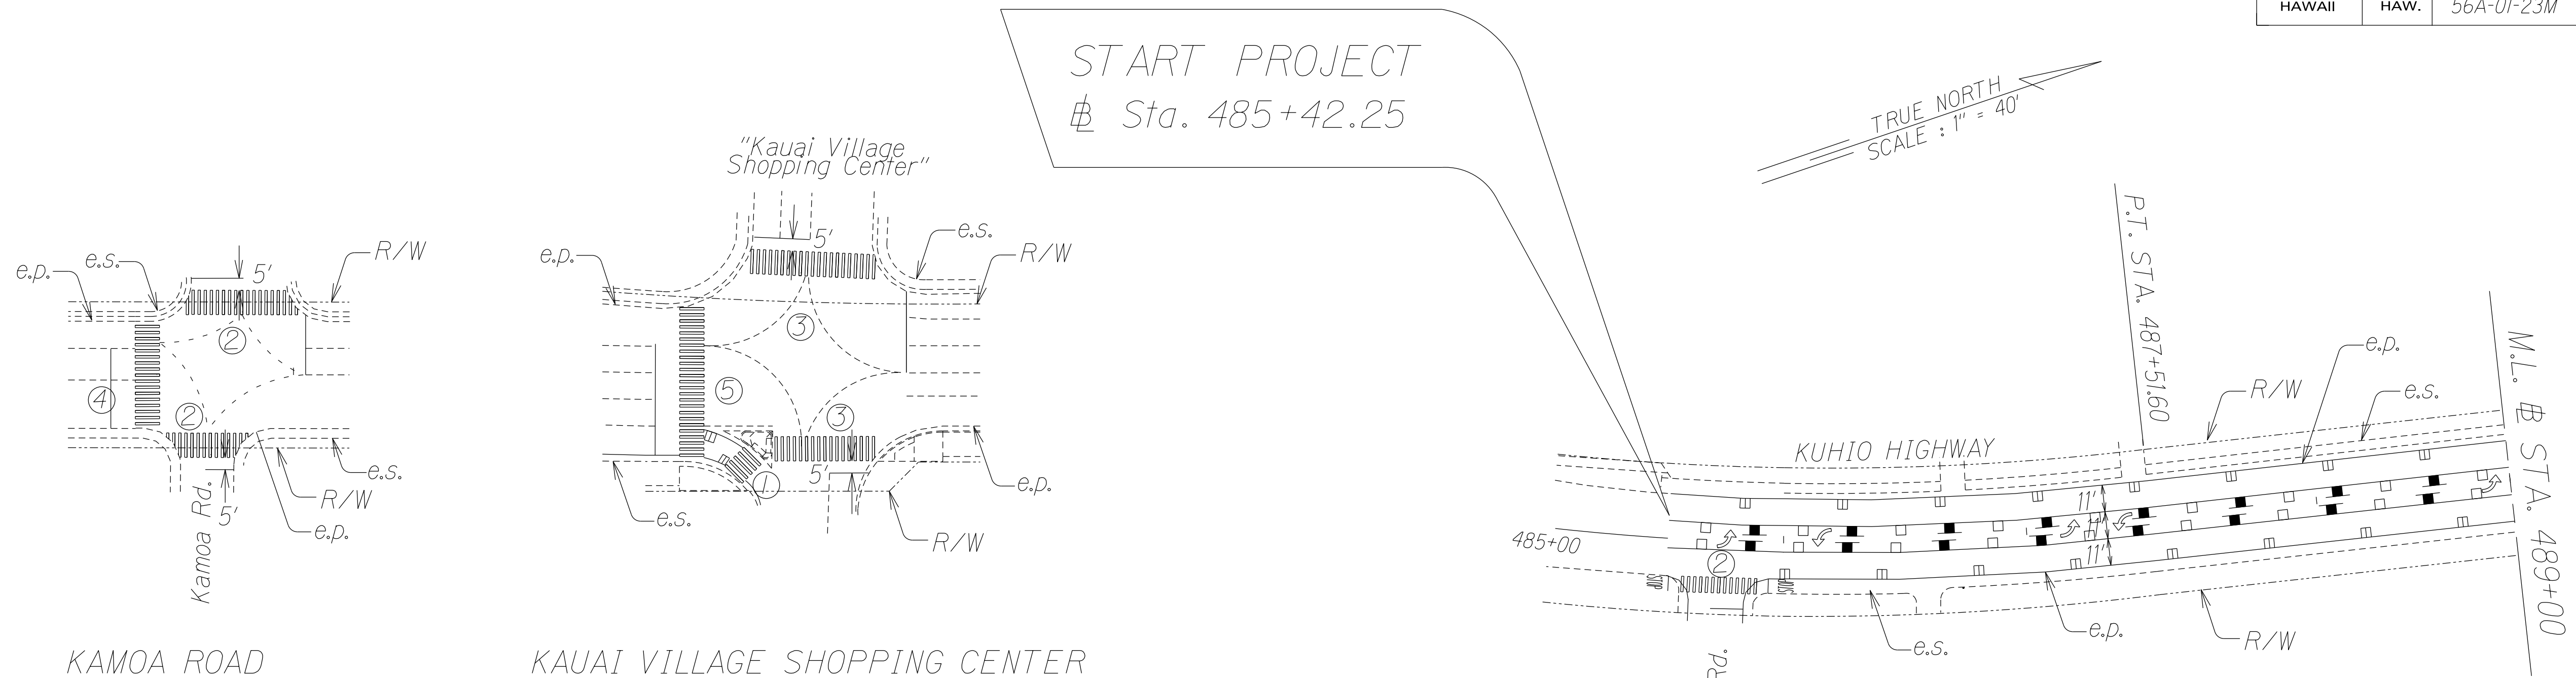 HAWAII HAW. 56A-01-23M
START PROJECT
B Sta. 485+42.25
TRUE NORTH
SCALE : 1" = 40'
"Kauai Village
Shopping Center"
e.p.
e.s.
5'
R/W
2
4
2
5'
Kamoa Rd.
e.s.
R/W
e.p.
KAMOA ROAD
e.p.
5'
e.s.
R/W
3
5
3
1
5'
e.s.
e.p.
R/W
KAUAI VILLAGE SHOPPING CENTER
P.T. STA. 487+51.60
M.L. B STA. 489+00
KUHIO HIGHWAY
R/W
e.p.
e.s.
485+00
11'
11'
11'
2
Rd.
e.s.
e.p.
R/W